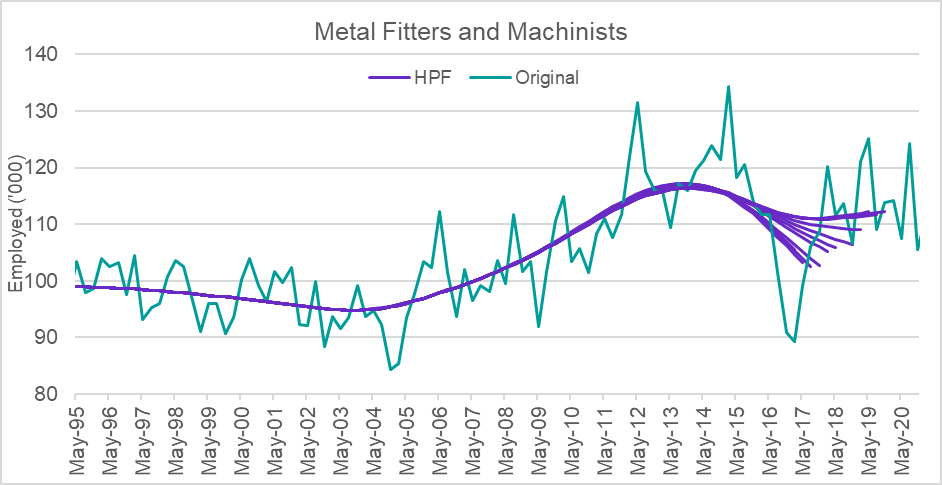 Metal Fitters and Machinists
HPF
Original
Employed ('000)
140
130
120
110
100
90
80
May-95
May-96
May-97
May-98
May-99
May-00
May-01
May-02
May-03
May-04
May-05
May-06
May-07
May-08
May-09
May-10
May-11
May-12
May-13
May-14
May-15
May-16
May-17
May-18
May-19
May-20